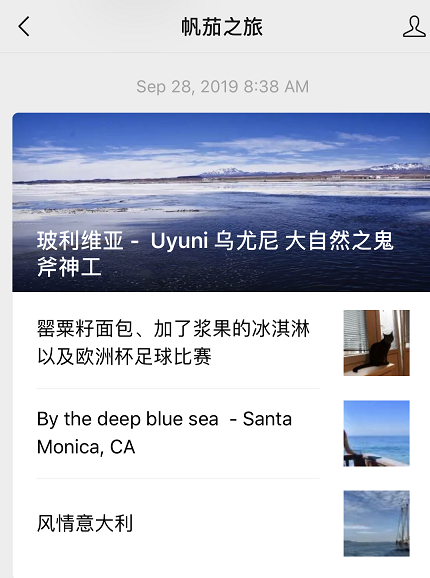 帆茄之旅
Sep 28, 2019 8:38 AM
玻利维亚 - Uyuni 乌尤尼 大自然之鬼
斧神工
罂粟籽面包、加了浆果的冰淇淋
以及欧洲杯足球比赛
By the deep blue sea - Santa
Monica, CA
风情意大利